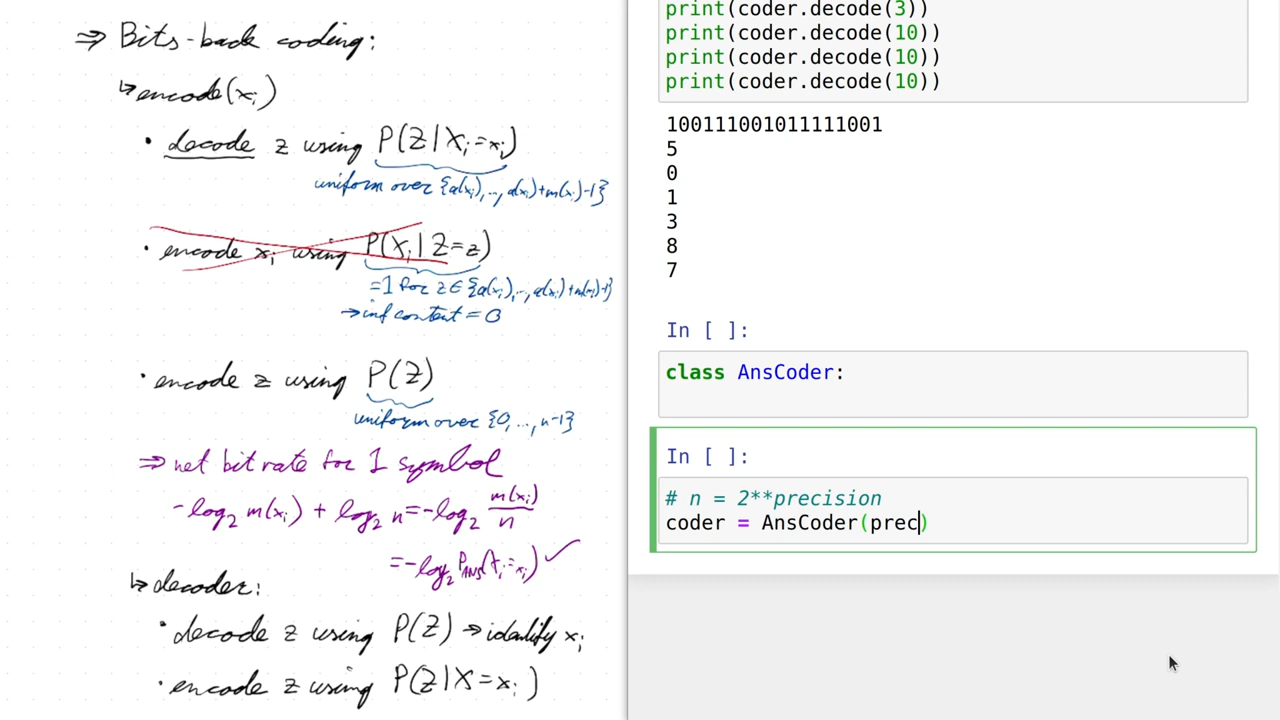 ⇒ Bits-back coding:
↳ encode(xᵢ)
• decode z using P(Z|Xᵢ=xᵢ)
uniform over {a(xᵢ),..,a(xᵢ)+m(xᵢ)-1}
• encode xᵢ using P(Xᵢ|Z=z)
=1 for z∈{a(xᵢ),..,a(xᵢ)+m(xᵢ)-1}
→ inf content = 0
• encode z using P(Z)
uniform over {0,...,n-1}
⇒ net bit rate for 1 symbol
-log₂ m(xᵢ) + log₂ n = -log₂ m(xᵢ)/n
= -log₂ P_ANS(Xᵢ=xᵢ) ✓
↳ decoder:
• decode z using P(Z) → identify xᵢ
• encode z using P(Z|X=xᵢ)
print(coder.decode(3))
print(coder.decode(10))
print(coder.decode(10))
print(coder.decode(10))
100111001011111001
5
0
1
3
8
7
In [ ]:
class AnsCoder:
In [ ]:
# n = 2**precision
coder = AnsCoder(prec)